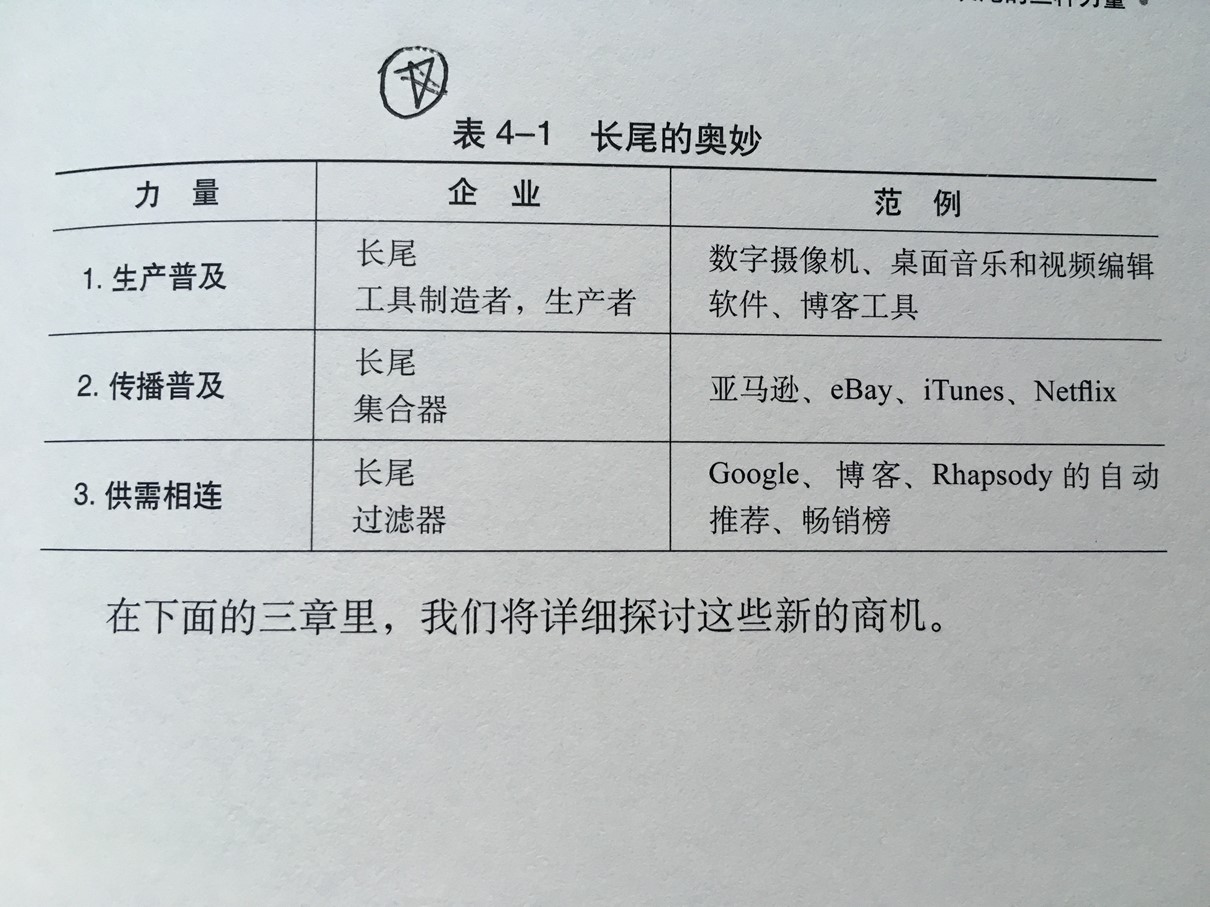 表 4–1 长尾的奥妙
力 量 企 业 范 例
1. 生产普及
长尾
工具制造者，生产者
数字摄像机、桌面音乐和视频编辑
软件、博客工具
2. 传播普及
长尾
集合器
亚马逊、eBay、iTunes、Netflix
3. 供需相连
长尾
过滤器
Google、博客、Rhapsody 的自动
推荐、畅销榜
在下面的三章里，我们将详细探讨这些新的商机。